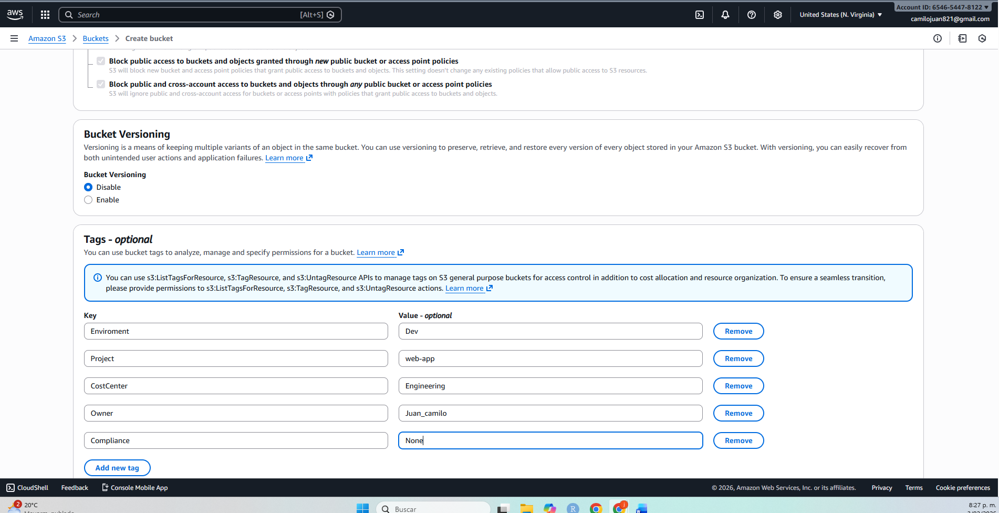 aws
Search
[Alt+S]
United States (N. Virginia)
Account ID: 6546-5447-8122
camilojuan821@gmail.com
Amazon S3
Buckets
Create bucket
Block public access to buckets and objects granted through new public bucket or access point policies
S3 will block new bucket and access point policies that grant public access to buckets and objects. This setting doesn't change any existing policies that allow public access to S3 resources.
Block public and cross-account access to buckets and objects through any public bucket or access point policies
S3 will ignore public and cross-account access for buckets or access points with policies that grant public access to buckets and objects.
Bucket Versioning
Versioning is a means of keeping multiple variants of an object in the same bucket. You can use versioning to preserve, retrieve, and restore every version of every object stored in your Amazon S3 bucket. With versioning, you can easily recover from
both unintended user actions and application failures. Learn more
Bucket Versioning
Disable
Enable
Tags - optional
You can use bucket tags to analyze, manage and specify permissions for a bucket. Learn more
You can use s3:ListTagsForResource, s3:TagResource, and s3:UntagResource APIs to manage tags on S3 general purpose buckets for access control in addition to cost allocation and resource organization. To ensure a seamless transition,
please provide permissions to s3:ListTagsForResource, s3:TagResource, and s3:UntagResource actions. Learn more
Key
Value - optional
Enviroment
Dev
Remove
Project
web-app
Remove
CostCenter
Engineering
Remove
Owner
Juan_camilo
Remove
Compliance
None
Remove
Add new tag
CloudShell
Feedback
Console Mobile App
© 2026, Amazon Web Services, Inc. or its affiliates.
Privacy
Terms
Cookie preferences
2
20°C
Buscar
R
J
W
8:27 p. m.